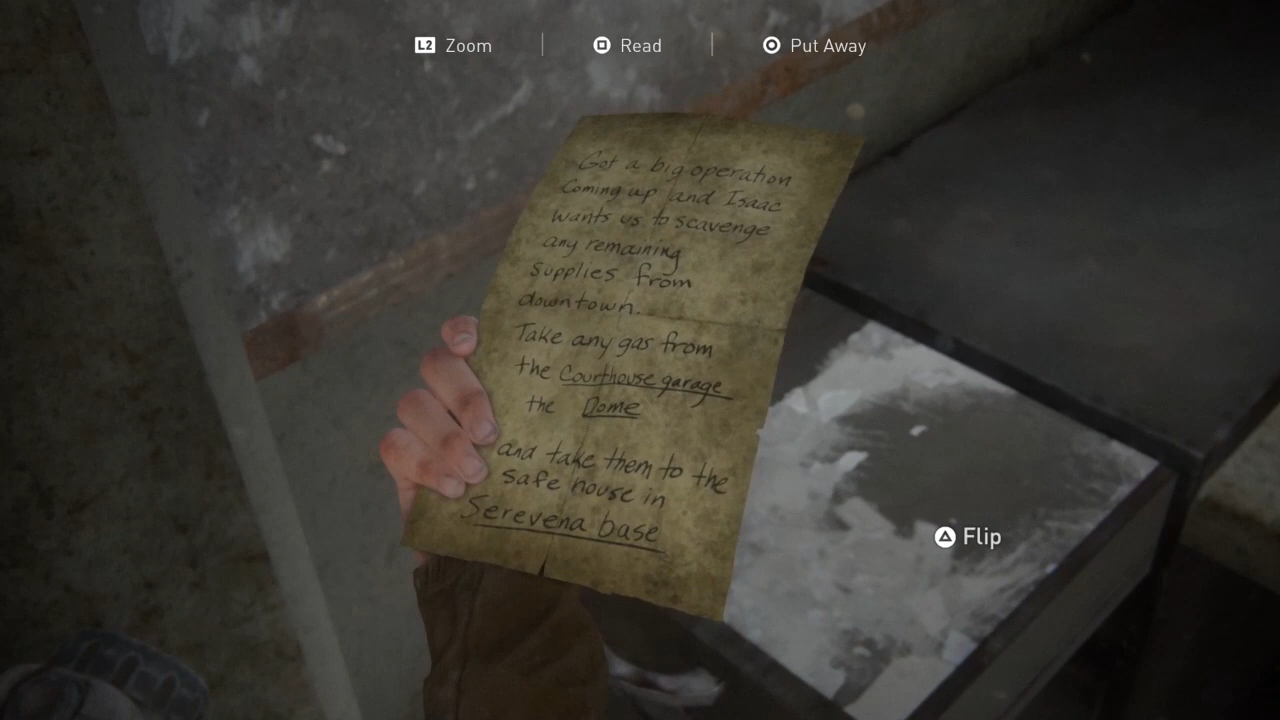 L2 Zoom
Read
Put Away
Got a big operation
Coming up and Isaac
wants us to scavenge
any remaining
supplies from
downtown.
Take any gas from
the Courthouse garage
the Dome
and take them to the
safe house in
Serevena base
Flip